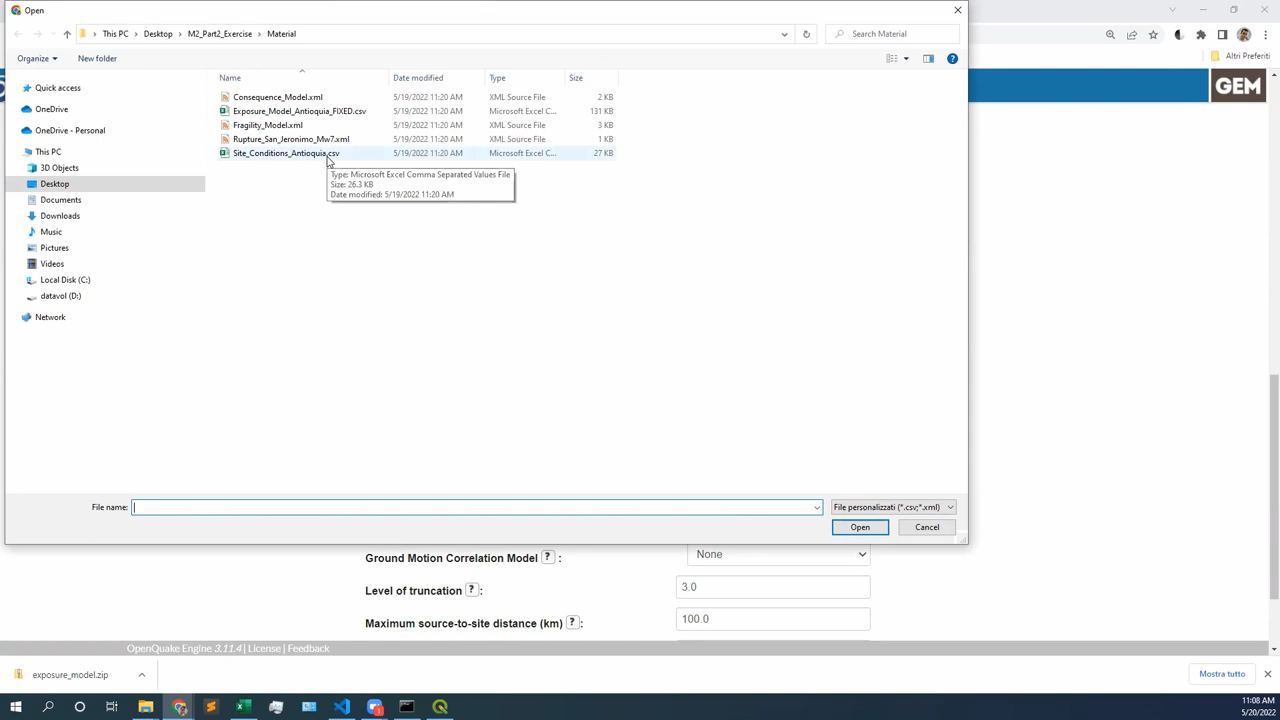 Open
This PC > Desktop > M2_Part2_Exercise > Material
Search Material
Organize
New folder
Altri Preferiti
GEM
Quick access
OneDrive
OneDrive - Personal
This PC
3D Objects
Desktop
Documents
Downloads
Music
Pictures
Videos
Local Disk (C:)
datavol (D:)
Network
Name Date modified Type Size
Consequence_Model.xml 5/19/2022 11:20 AM XML Source File 2 KB
Exposure_Model_Antioquia_FIXED.csv 5/19/2022 11:20 AM Microsoft Excel C... 131 KB
Fragility_Model.xml 5/19/2022 11:20 AM XML Source File 3 KB
Rupture_San_Jeronimo_Mw7.xml 5/19/2022 11:20 AM XML Source File 1 KB
Site_Conditions_Antioquia.csv 5/19/2022 11:20 AM Microsoft Excel C... 27 KB
Type: Microsoft Excel Comma Separated Values File
Size: 26.3 KB
Date modified: 5/19/2022 11:20 AM
File name:
File personalizzati (*.csv;*.xml)
Open
Cancel
Ground Motion Correlation Model ? :
None
Level of truncation ? :
3.0
Maximum source-to-site distance (km) ? :
100.0
OpenQuake Engine 3.11.4 | License | Feedback
exposure_model.zip
Mostra tutto
11:08 AM
5/20/2022